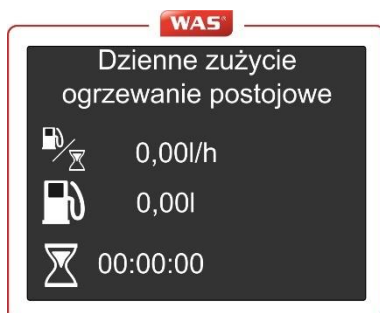 WAS®
Dzienne zużycie
ogrzewanie postojowe
0,00l/h
0,00l
00:00:00